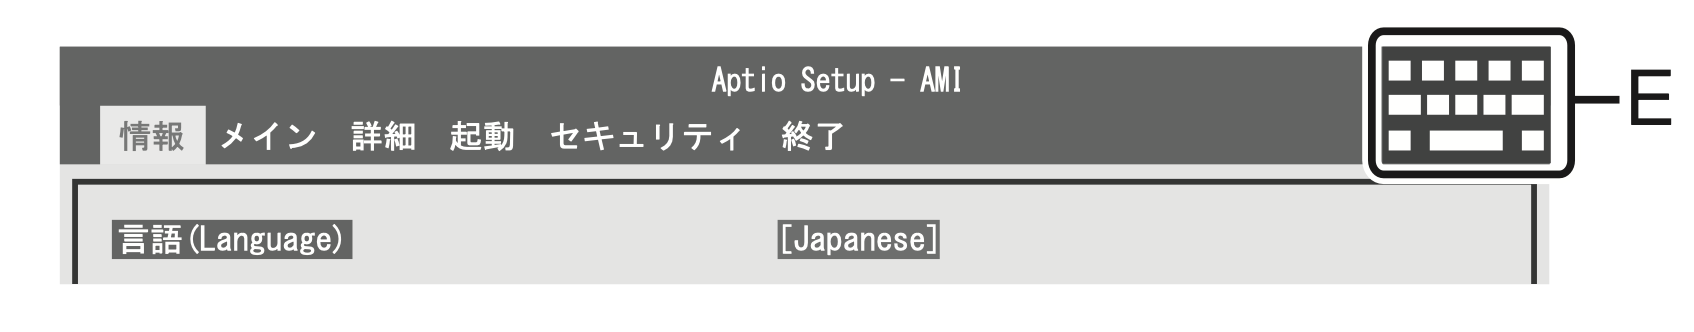 Aptio Setup - AMI
E
情報 メイン 詳細 起動 セキュリティ 終了
言語(Language) [Japanese]